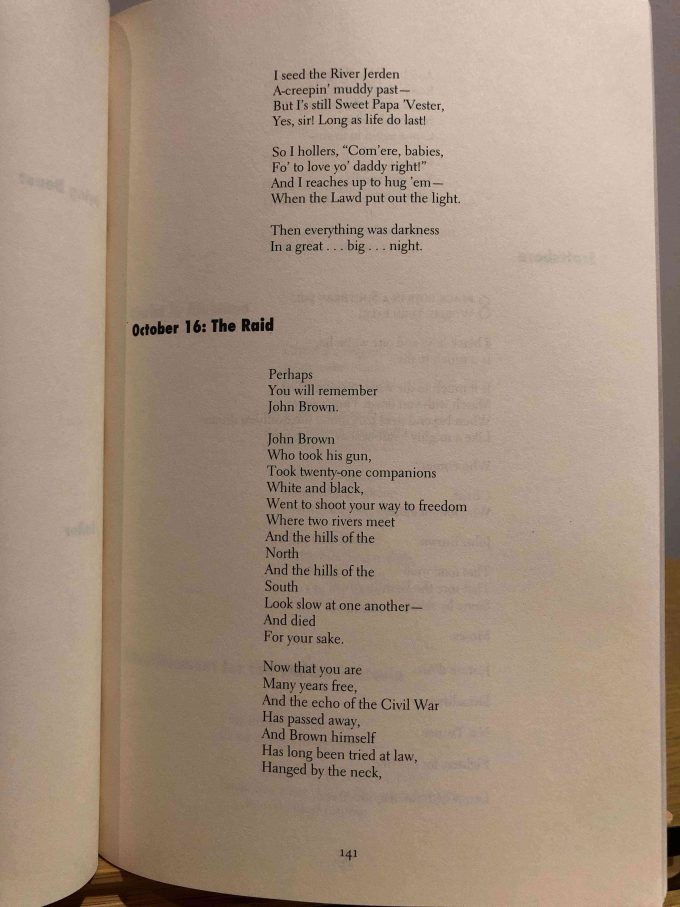 I seed the River Jerden
A-creepin' muddy past—
But I's still Sweet Papa 'Vester,
Yes, sir! Long as life do last!
So I hollers, “Com'ere, babies,
Fo' to love yo' daddy right!”
And I reaches up to hug 'em—
When the Lawd put out the light.
Then everything was darkness
In a great . . . big . . . night.
October 16: The Raid
Perhaps
You will remember
John Brown.
John Brown
Who took his gun,
Took twenty-one companions
White and black,
Went to shoot your way to freedom
Where two rivers meet
And the hills of the
North
And the hills of the
South
Look slow at one another—
And died
For your sake.
Now that you are
Many years free,
And the echo of the Civil War
Has passed away,
And Brown himself
Has long been tried at law,
Hanged by the neck,
141